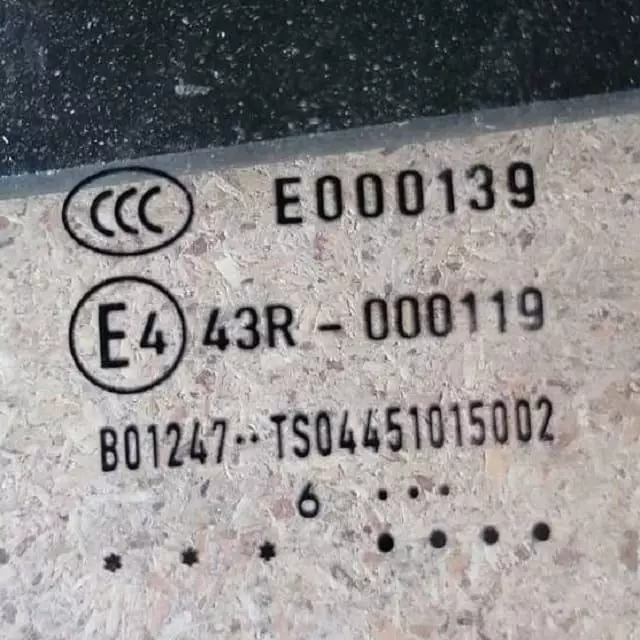 CCC E000139
E4 43R - 000119
B01247··TS04451015002
6 ...